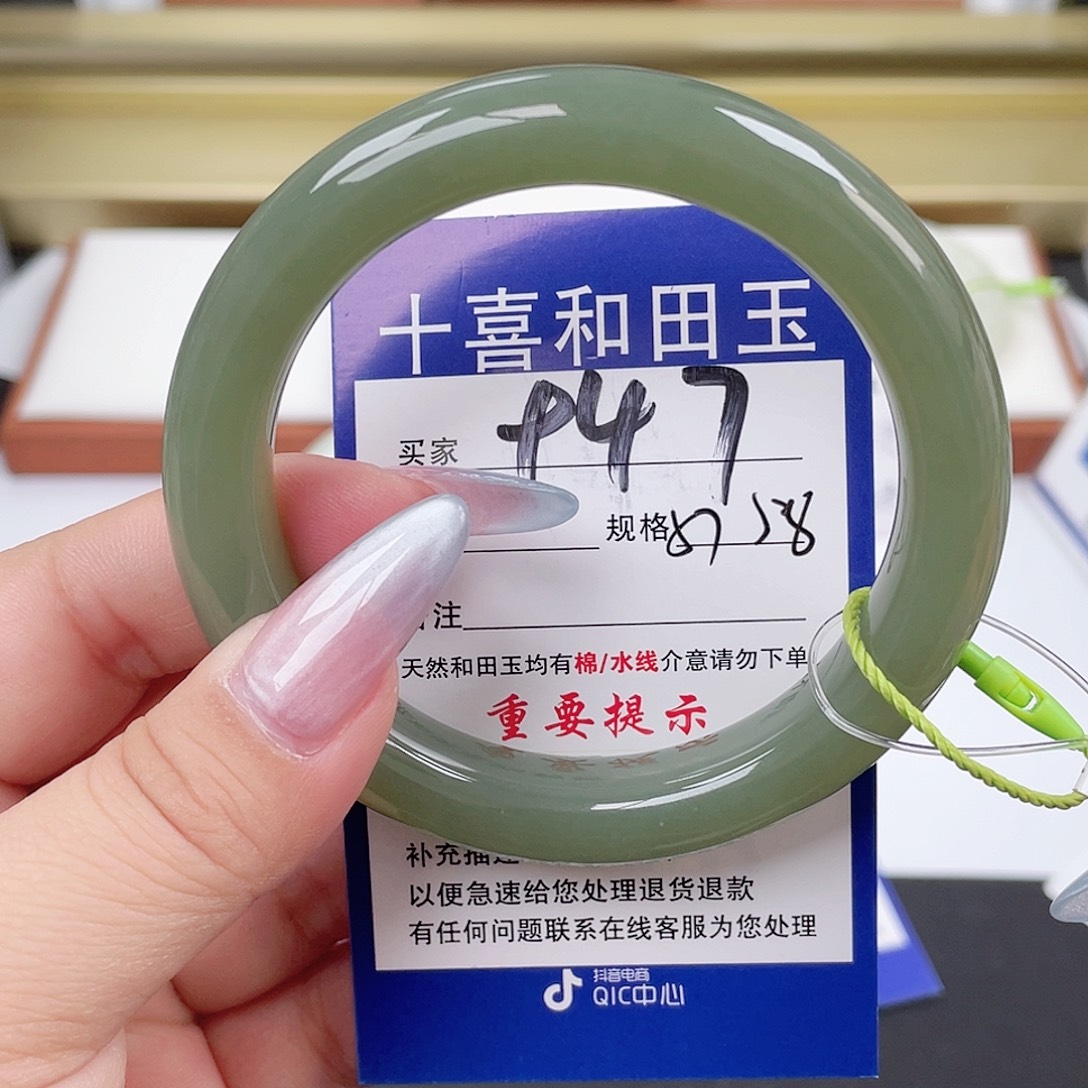 十喜和田玉
买家 P47
规格 58
注
天然和田玉均有棉/水线介意请勿下单
重要提示
补充描述
以便急速给您处理退货退款
有任何问题联系在线客服为您处理
抖音电商
QIC中心